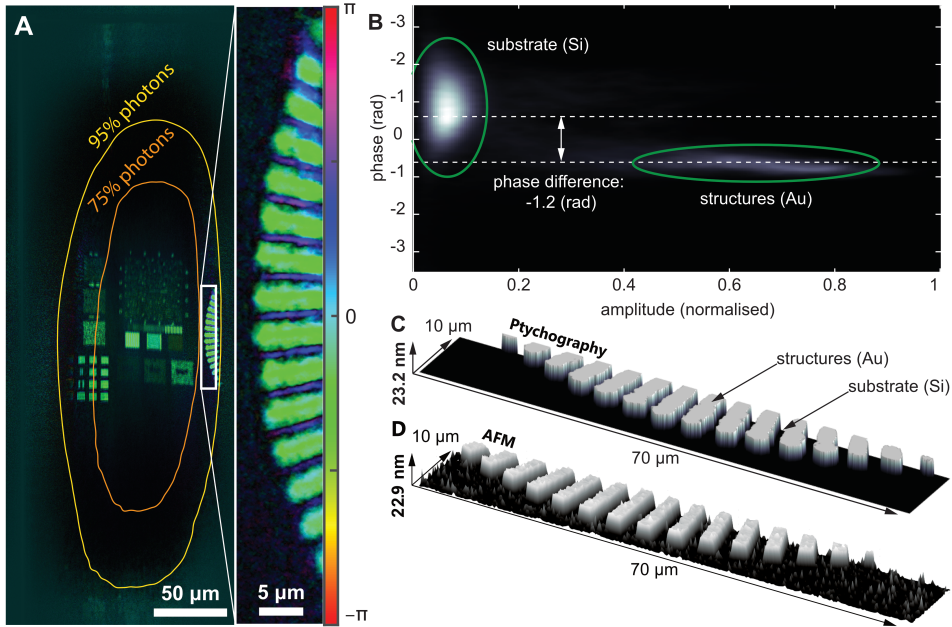 A
95% photons
75% photons
50 µm
5 µm
π
0
−π
B
phase (rad)
-3
-2
-1
0
-1
-2
-3
substrate (Si)
phase difference:
-1.2 (rad)
structures (Au)
0
0.2
0.4
0.6
0.8
1
amplitude (normalised)
C
10 µm
Ptychography
23.2 nm
structures (Au)
substrate (Si)
70 µm
D
10 µm
AFM
22.9 nm
70 µm